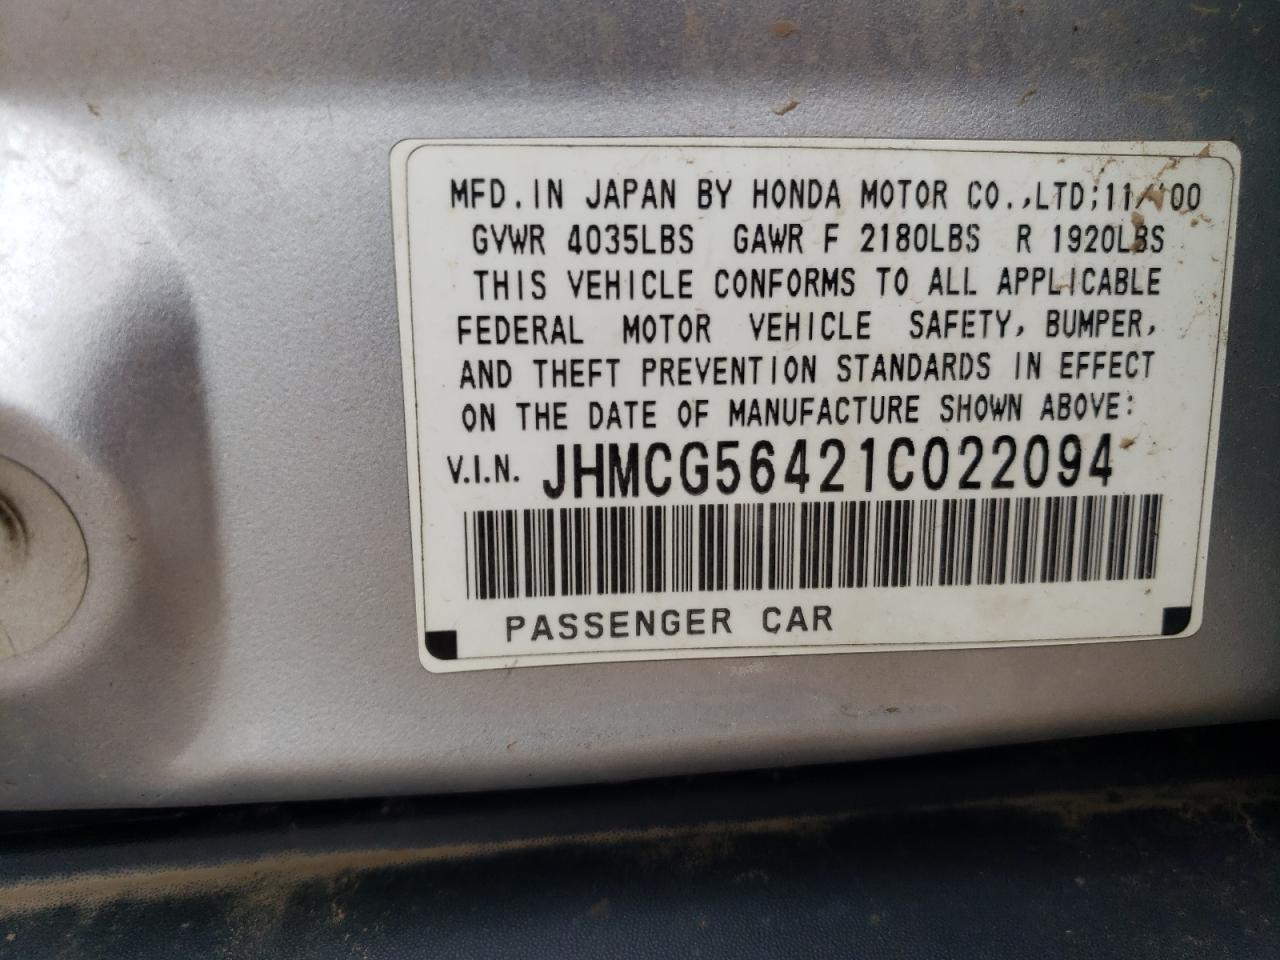 MFD. IN JAPAN BY HONDA MOTOR CO.,LTD; 11/'00
GVWR 4035LBS GAWR F 2180LBS R 1920LBS
THIS VEHICLE CONFORMS TO ALL APPLICABLE
FEDERAL MOTOR VEHICLE SAFETY, BUMPER,
AND THEFT PREVENTION STANDARDS IN EFFECT
ON THE DATE OF MANUFACTURE SHOWN ABOVE:
V.I.N. JHMCG56421C022094
PASSENGER CAR